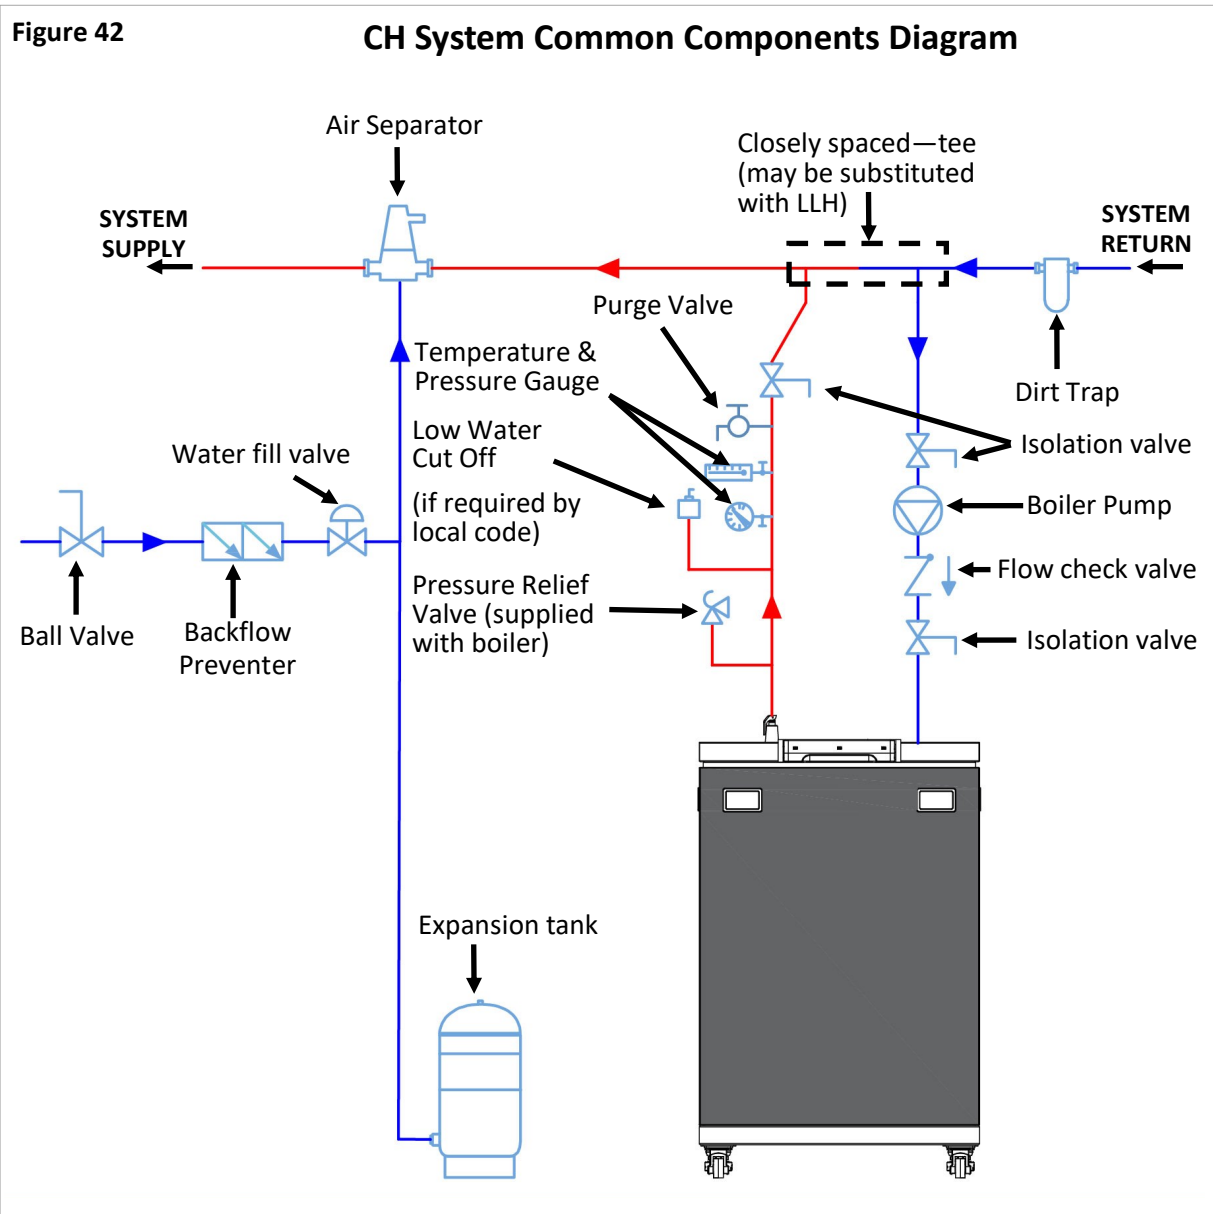 Figure 42
CH System Common Components Diagram
Air Separator
Closely spaced—tee
(may be substituted
with LLH)
SYSTEM
SUPPLY
SYSTEM
RETURN
Purge Valve
Temperature &
Pressure Gauge
Dirt Trap
Low Water
Cut Off
(if required by
local code)
Isolation valve
Water fill valve
Boiler Pump
Flow check valve
Pressure Relief
Valve (supplied
with boiler)
Ball Valve
Backflow
Preventer
Isolation valve
Expansion tank